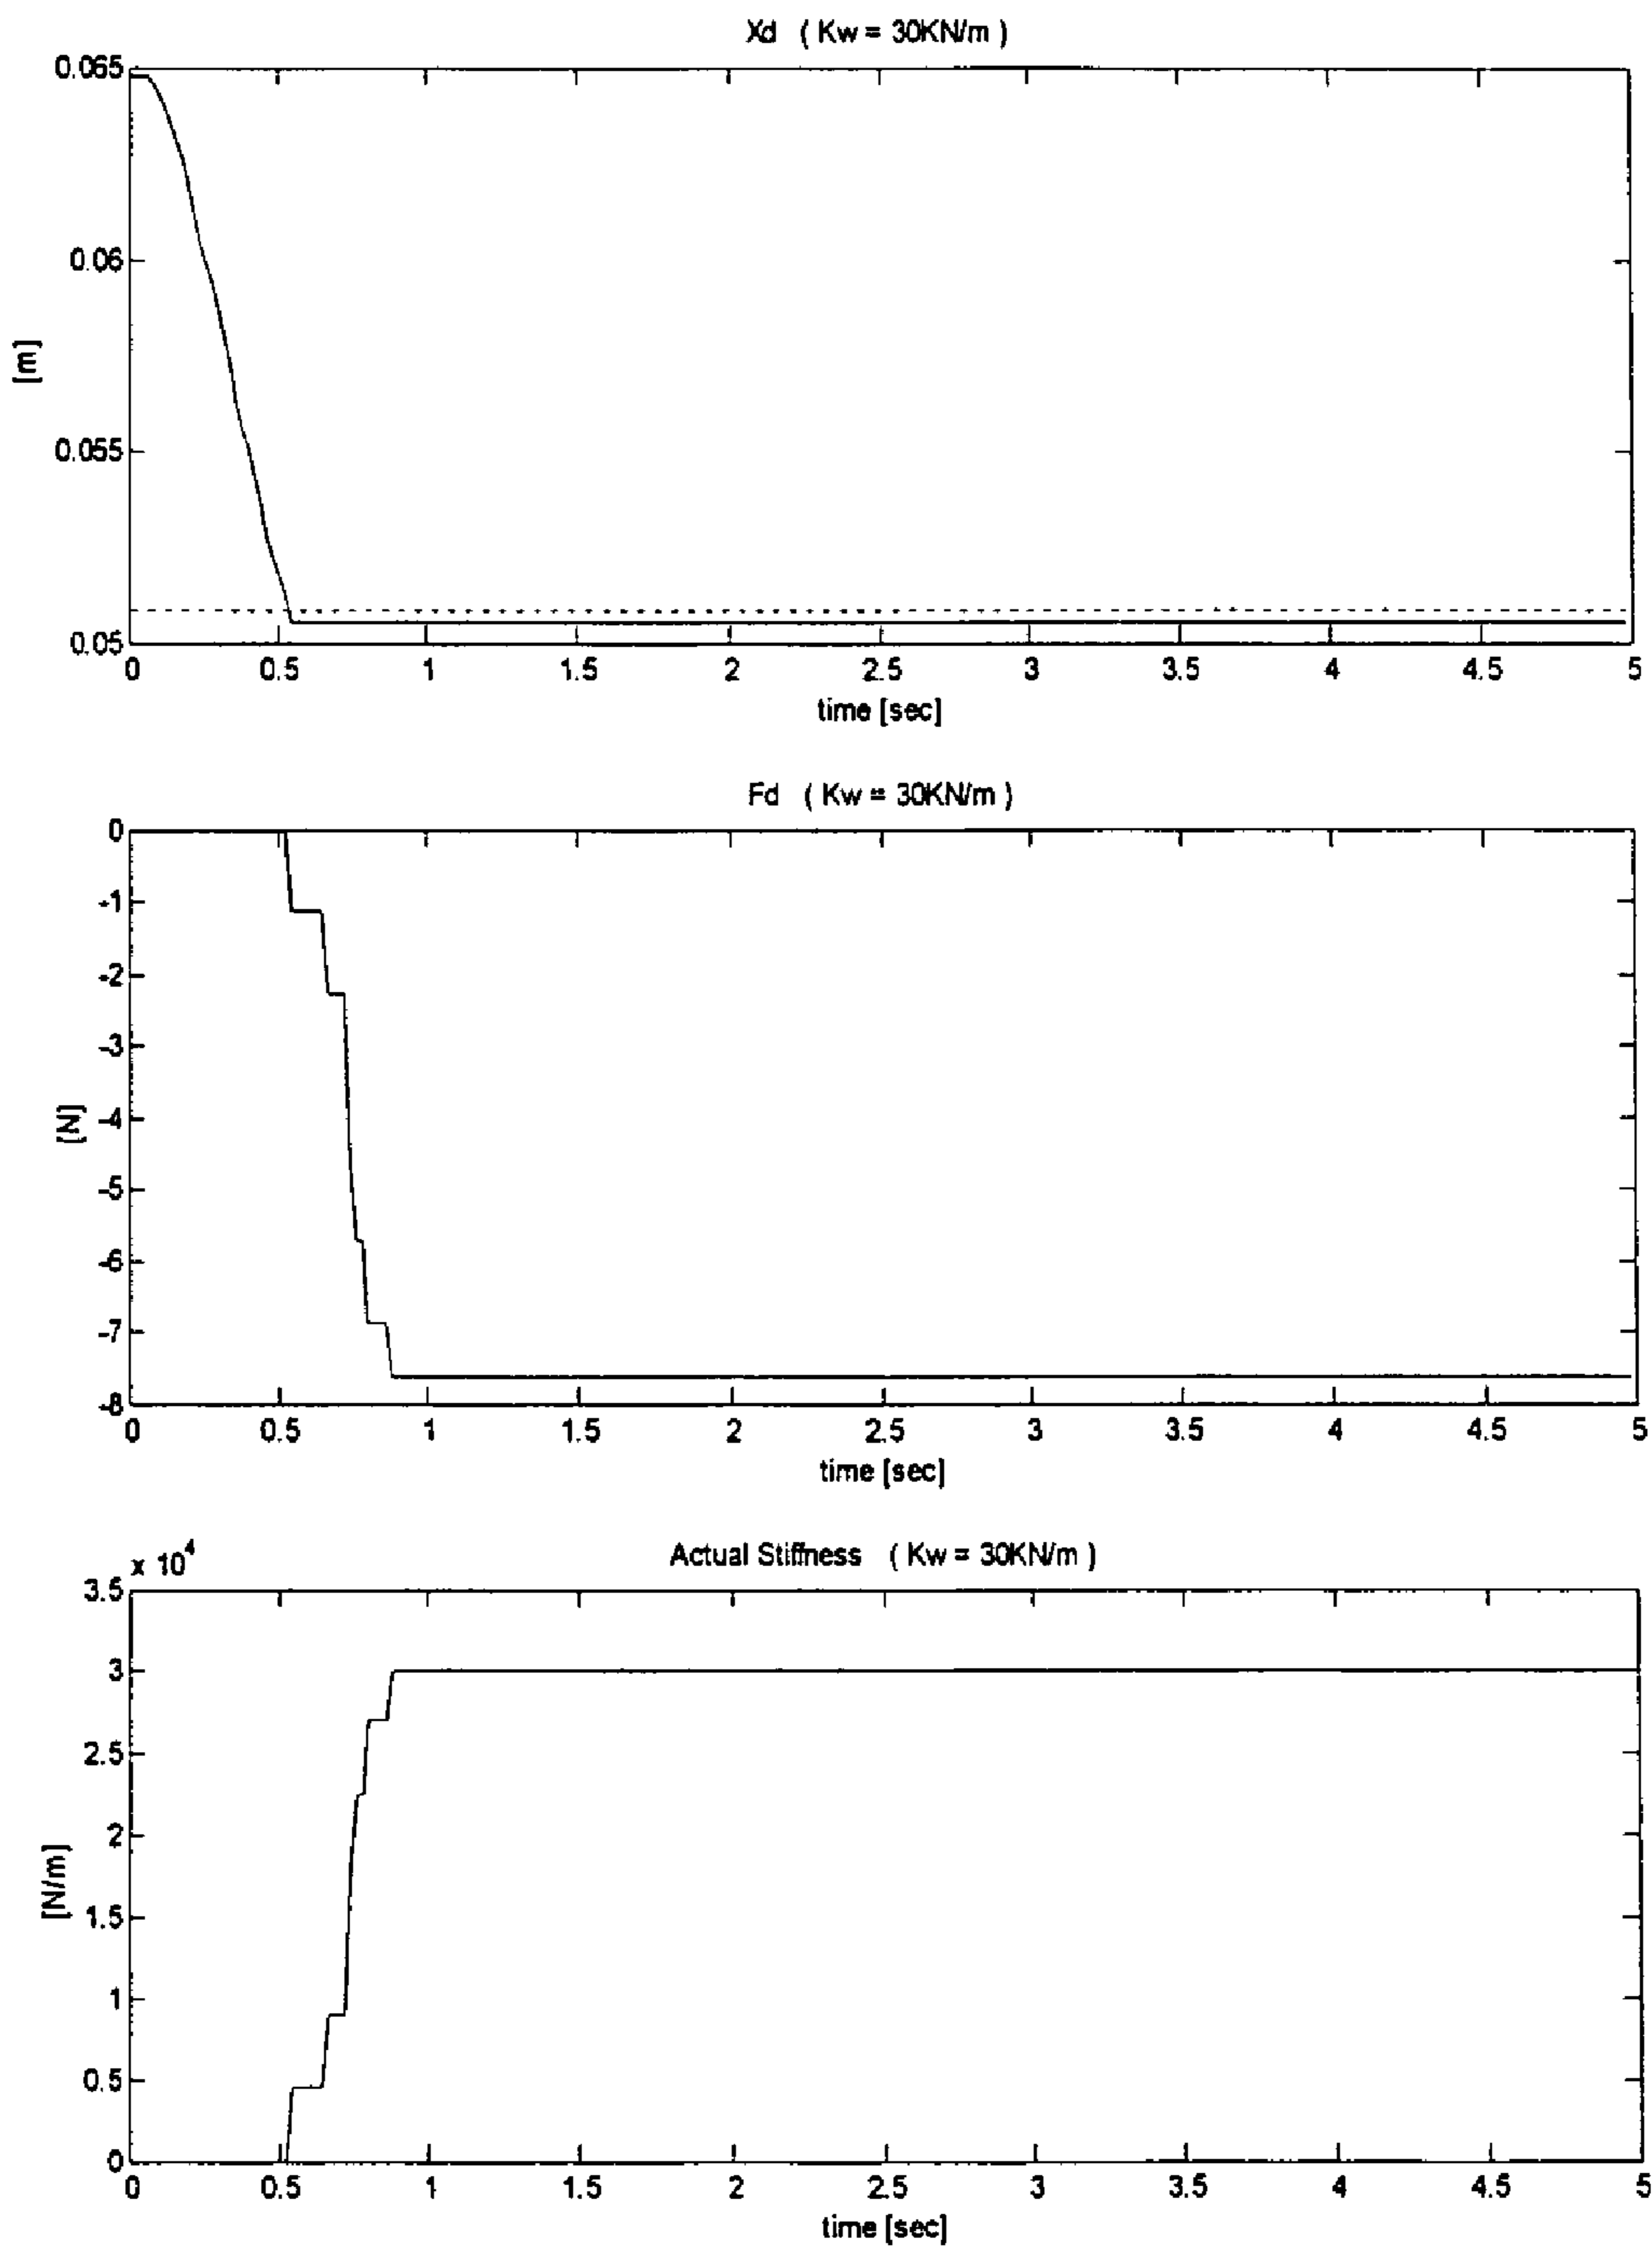 Xd ( Kw = 30KN/m )
0.065
0.06
0.055
0.05
[m]
0 0.5 1 1.5 2 2.5 3 3.5 4 4.5 5
time [sec]
Fd ( Kw = 30KN/m )
0
-1
-2
-3
-4
-5
-6
-7
-8
[N]
0 0.5 1 1.5 2 2.5 3 3.5 4 4.5 5
time [sec]
Actual Stiffness ( Kw = 30KN/m )
x 10^4
3.5
3
2.5
2
1.5
1
0.5
0
[N/m]
0 0.5 1 1.5 2 2.5 3 3.5 4 4.5 5
time [sec]